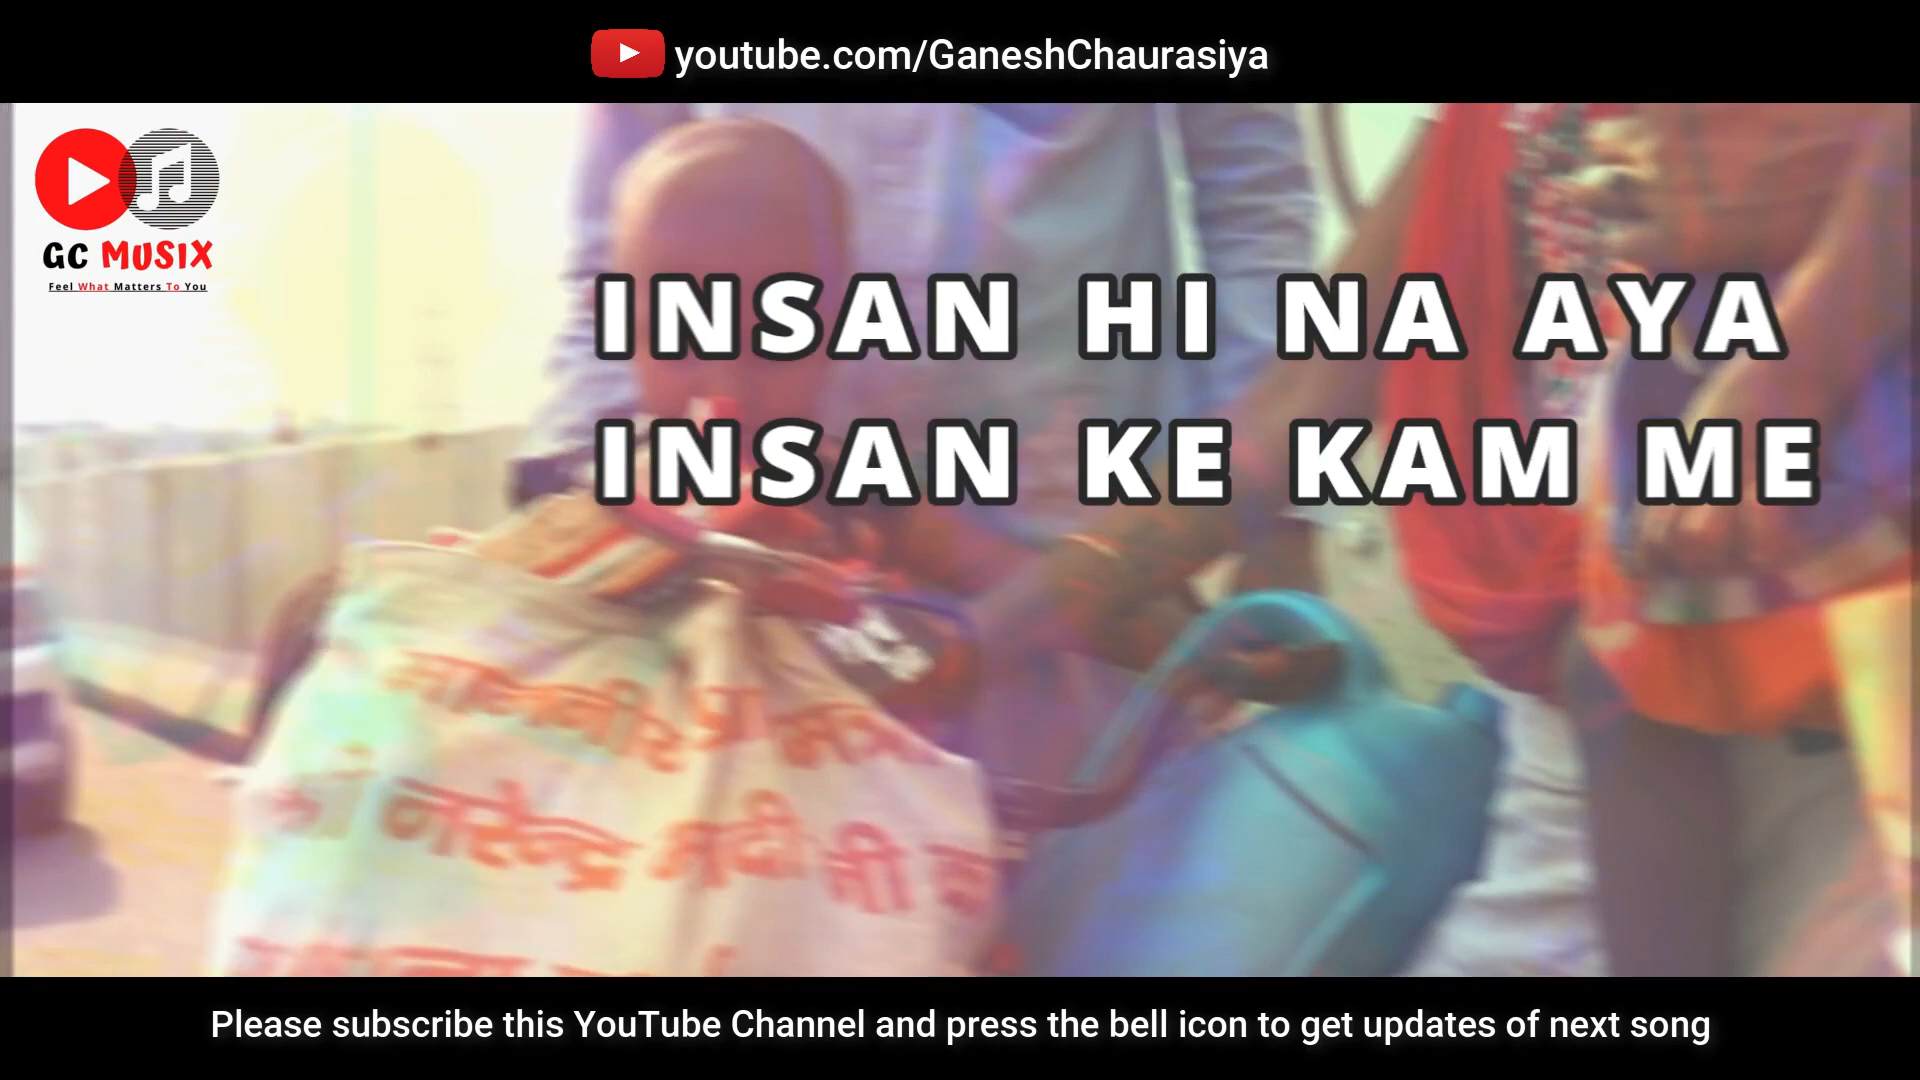 youtube.com/GaneshChaurasiya
GC MUSIX
Feel What Matters To You
INSAN HI NA AYA
INSAN KE KAM ME
श्री नरेन्द्र मोदी जी
Please subscribe this YouTube Channel and press the bell icon to get updates of next song